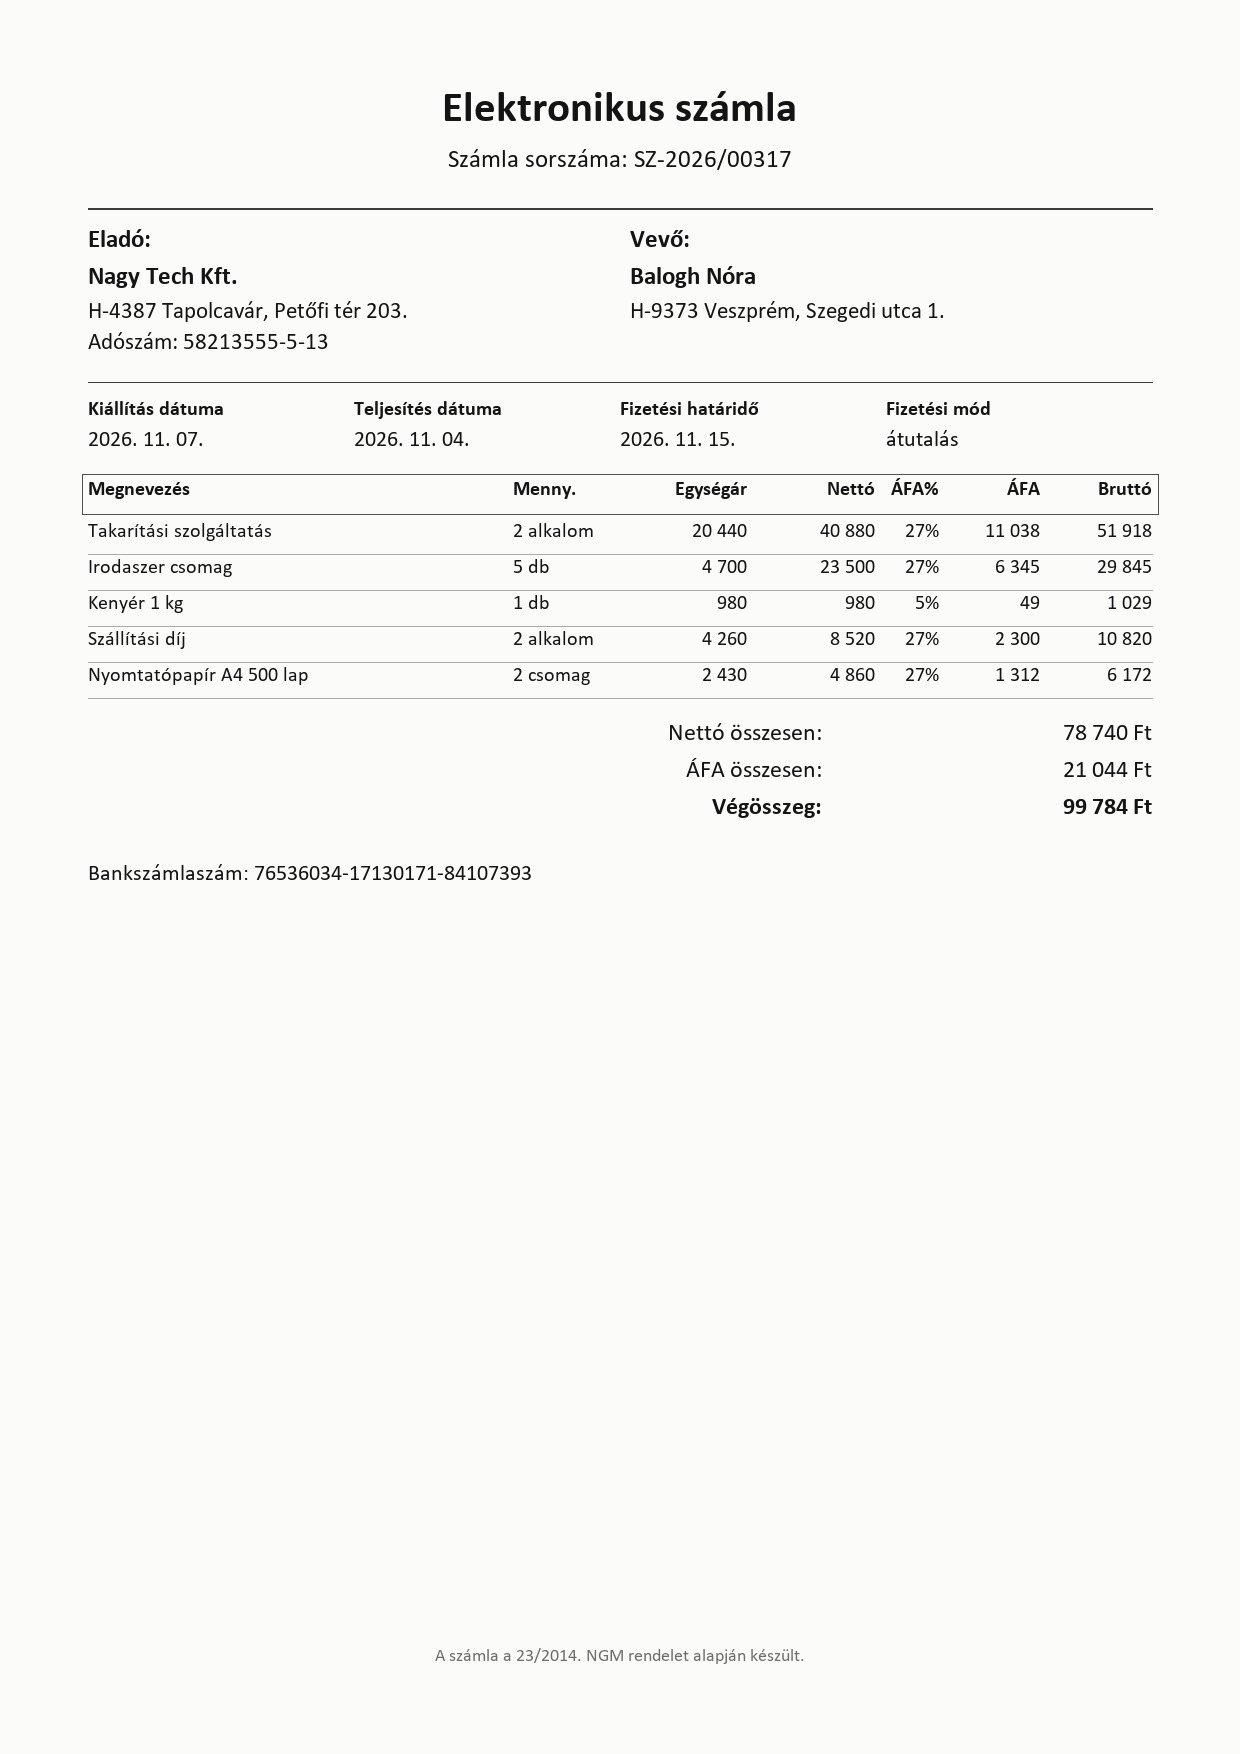 Elektronikus számla
Számla sorszáma: SZ-2026/00317
Eladó:
Nagy Tech Kft.
H-4387 Tapolcavár, Petőfi tér 203.
Adószám: 58213555-5-13
Vevő:
Balogh Nóra
H-9373 Veszprém, Szegedi utca 1.
Kiállítás dátuma Teljesítés dátuma Fizetési határidő Fizetési mód
2026. 11. 07. 2026. 11. 04. 2026. 11. 15. átutalás
Megnevezés Menny. Egységár Nettó ÁFA% ÁFA Bruttó
Takarítási szolgáltatás 2 alkalom 20 440 40 880 27% 11 038 51 918
Irodaszer csomag 5 db 4 700 23 500 27% 6 345 29 845
Kenyér 1 kg 1 db 980 980 5% 49 1 029
Szállítási díj 2 alkalom 4 260 8 520 27% 2 300 10 820
Nyomtatópapír A4 500 lap 2 csomag 2 430 4 860 27% 1 312 6 172
Nettó összesen: 78 740 Ft
ÁFA összesen: 21 044 Ft
Végösszeg: 99 784 Ft
Bankszámlaszám: 76536034-17130171-84107393
A számla a 23/2014. NGM rendelet alapján készült.